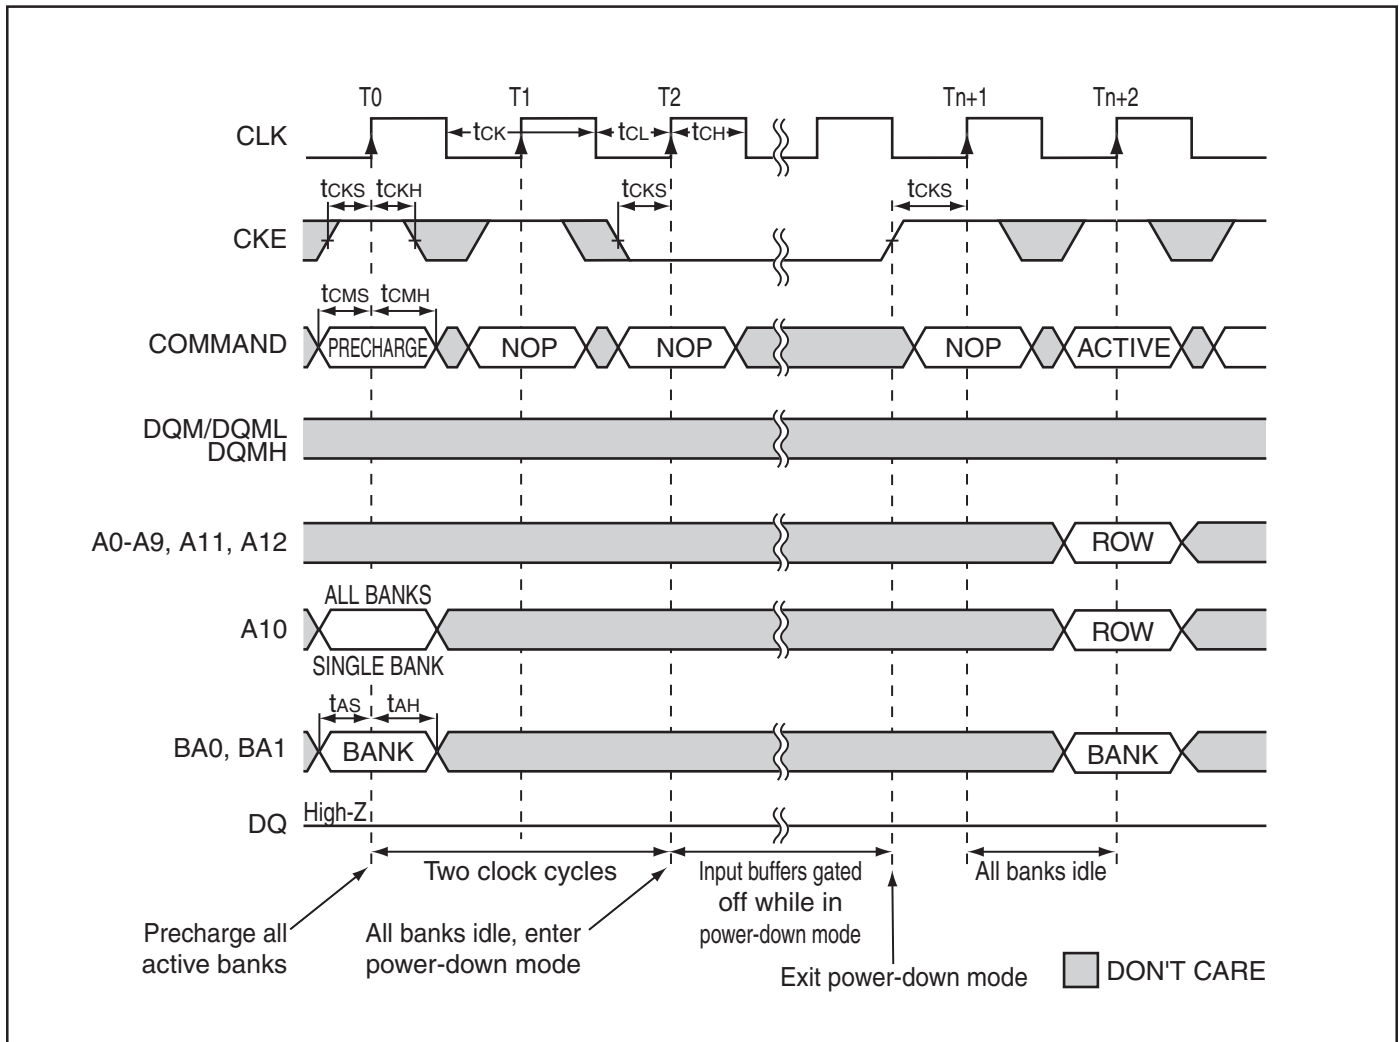 T0 T1 T2 Tn+1 Tn+2
CLK tCK tCL tCH
tCKS tCKH tCKS tCKS
CKE
tCMS tCMH
COMMAND PRECHARGE NOP NOP NOP ACTIVE
DQM/DQML
DQMH
A0-A9, A11, A12 ROW
ALL BANKS
A10 ROW
SINGLE BANK
tAS tAH
BA0, BA1 BANK BANK
High-Z
DQ
Two clock cycles
Input buffers gated
off while in
power-down mode
All banks idle
Precharge all
active banks
All banks idle, enter
power-down mode
Exit power-down mode
DON'T CARE